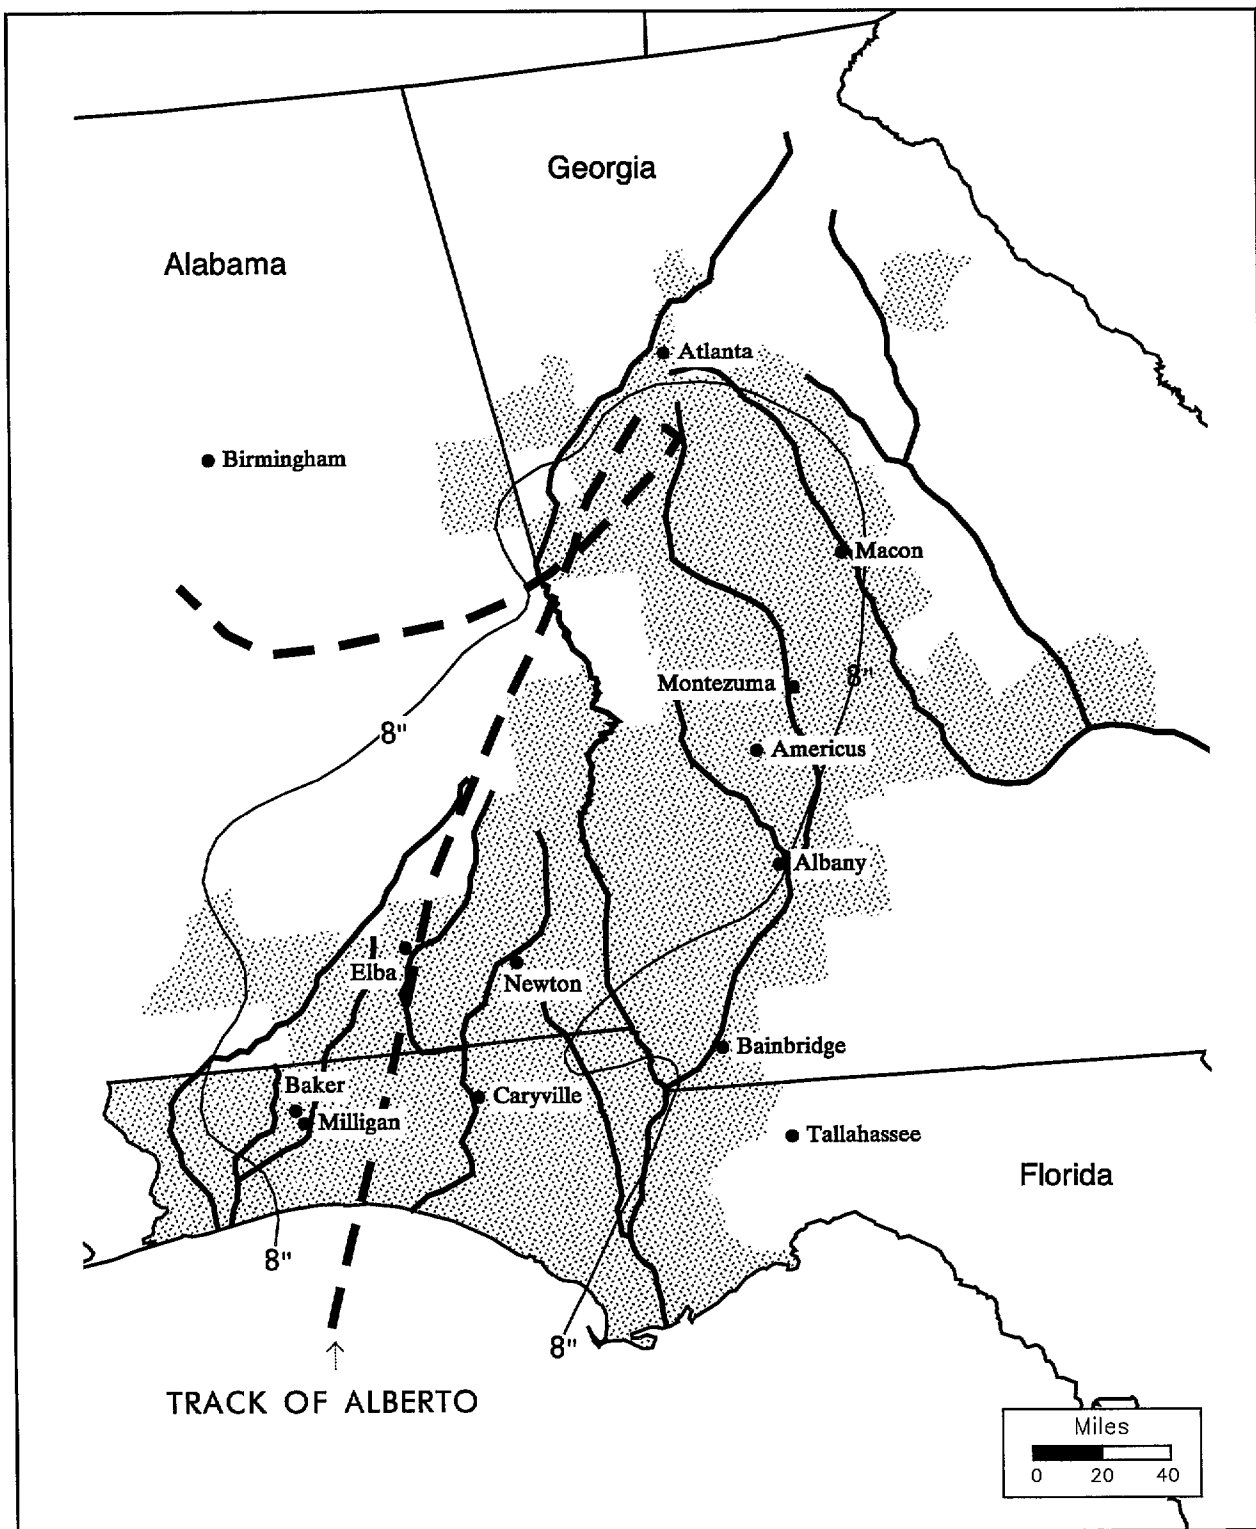 Georgia
Alabama
Atlanta
Birmingham
Macon
Montezuma
8"
8"
Americus
Albany
Elba
Newton
Bainbridge
Baker
Caryville
Milligan
Tallahassee
Florida
8"
8"
TRACK OF ALBERTO
Miles
0 20 40